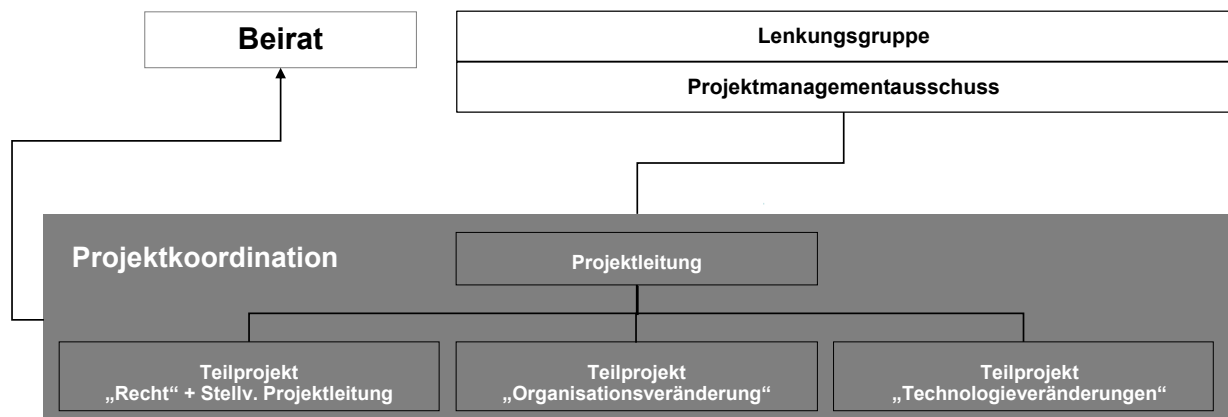 Beirat
Lenkungsgruppe
Projektmanagementausschuss
Projektkoordination
Projektleitung
Teilprojekt
„Recht“ + Stellv. Projektleitung
Teilprojekt
„Organisationsveränderung“
Teilprojekt
„Technologieveränderungen“